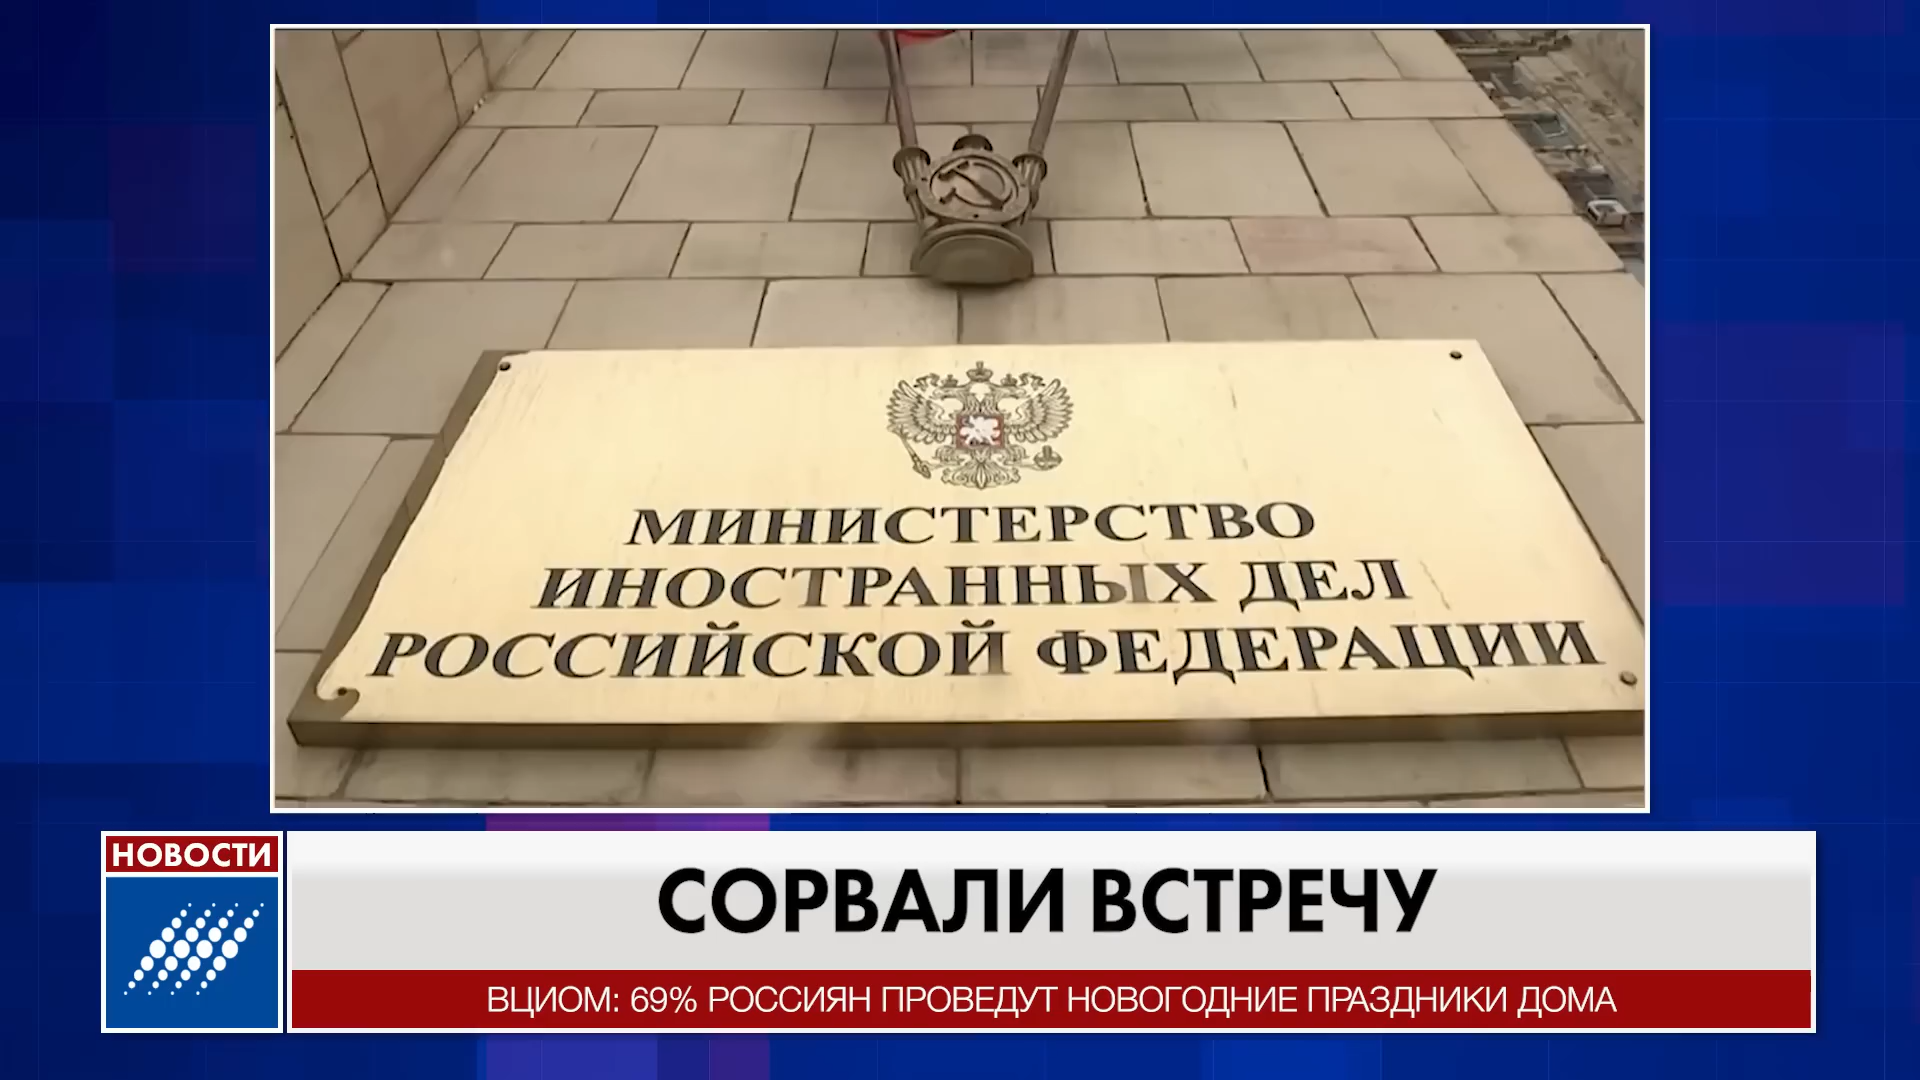 МИНИСТЕРСТВО
ИНОСТРАННЫХ ДЕЛ
РОССИЙСКОЙ ФЕДЕРАЦИИ
НОВОСТИ
СОРВАЛИ ВСТРЕЧУ
ВЦИОМ: 69% РОССИЯН ПРОВЕДУТ НОВОГОДНИЕ ПРАЗДНИКИ ДОМА